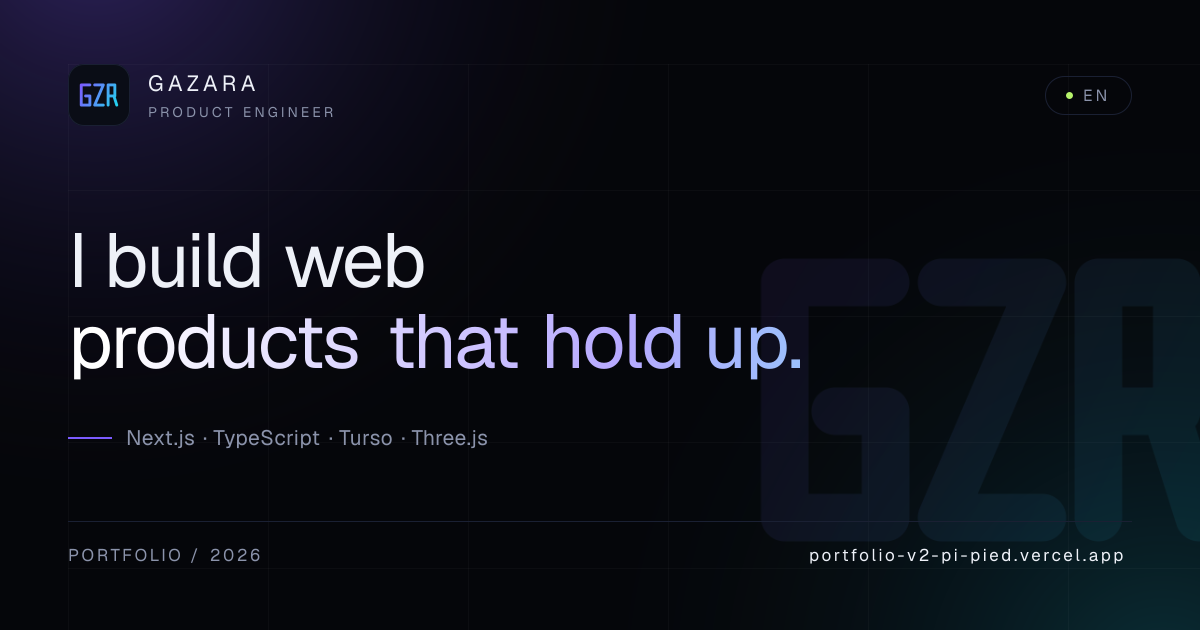 GZR
GAZARA
PRODUCT ENGINEER
EN
I build web
products that hold up.
Next.js · TypeScript · Turso · Three.js
GZR
PORTFOLIO / 2026
portfolio-v2-pi-pied.vercel.app